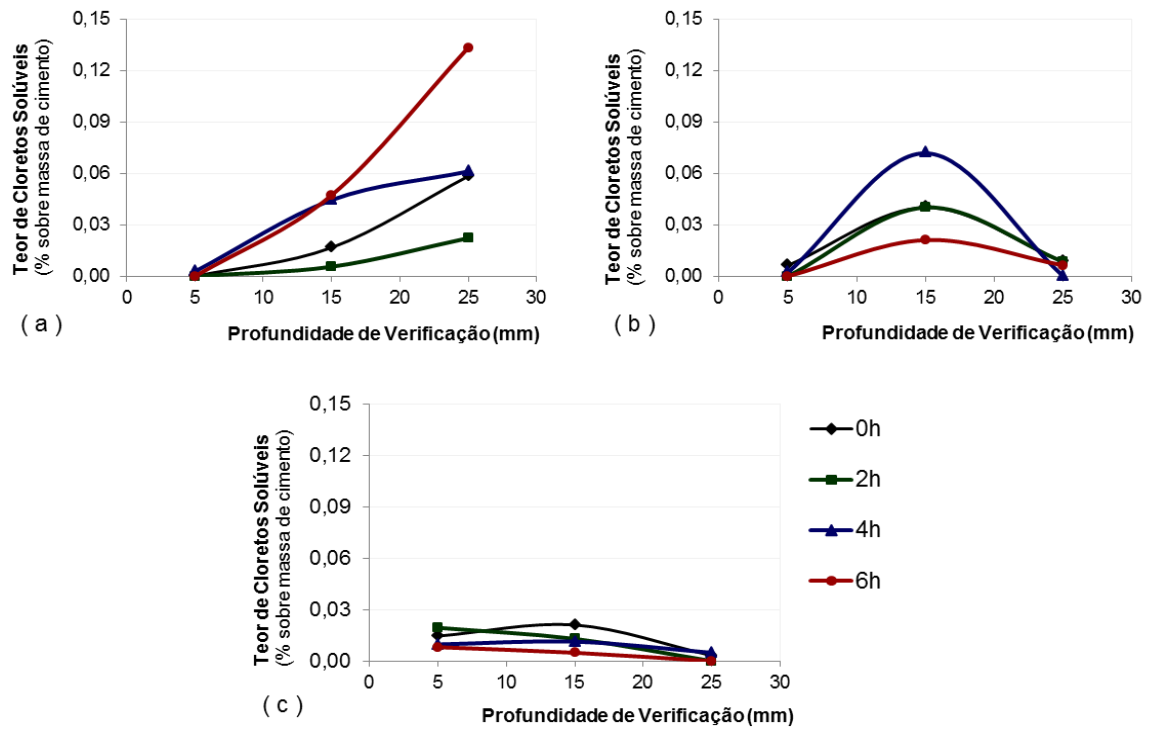 Teor de Cloretos Solúveis
(% sobre massa de cimento)
0,15
0,12
0,09
0,06
0,03
0,00
0 5 10 15 20 25 30
( a )
Profundidade de Verificação (mm)
Teor de Cloretos Solúveis
(% sobre massa de cimento)
0,15
0,12
0,09
0,06
0,03
0,00
0 5 10 15 20 25 30
( b )
Profundidade de Verificação (mm)
Teor de Cloretos Solúveis
(% sobre massa de cimento)
0,15
0,12
0,09
0,06
0,03
0,00
0 5 10 15 20 25 30
( c )
Profundidade de Verificação (mm)
0h
2h
4h
6h